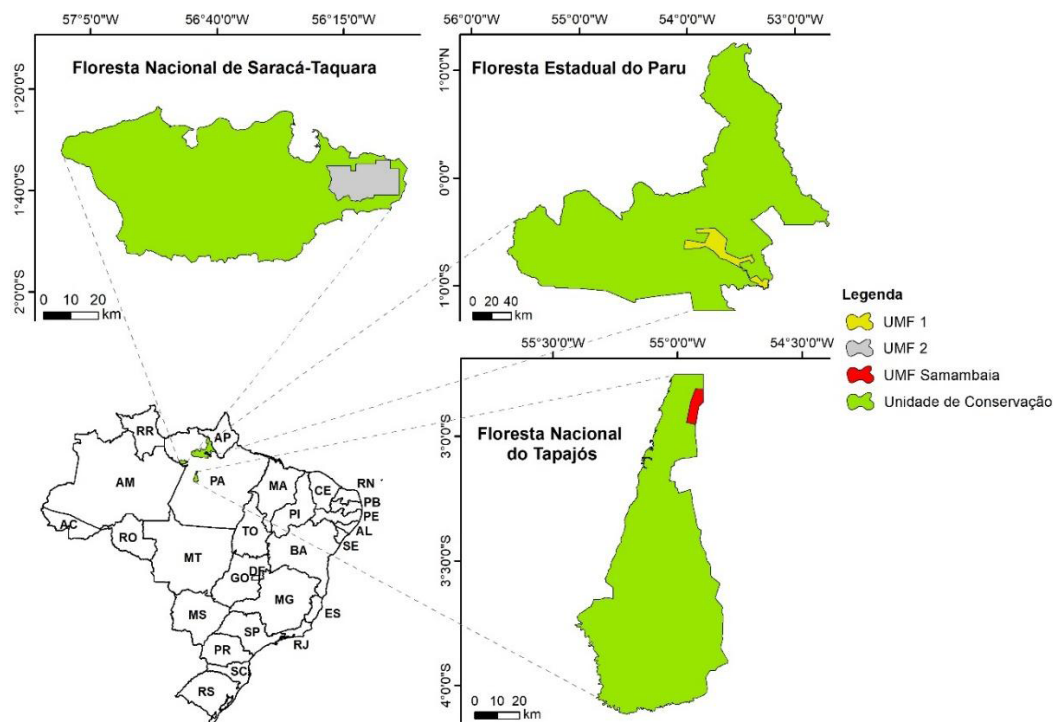 57°5'0"W 56°40'0"W 56°15'0"W
Floresta Nacional de Saracá-Taquara
1°20'0"S
1°40'0"S
2°0'0"S
0 10 20
km
56°0'0"W 55°0'0"W 54°0'0"W 53°0'0"W
Floresta Estadual do Paru
1°0'0"N
0°0'0"
1°0'0"S
0 20 40
km
Legenda
UMF 1
UMF 2
UMF Samambaia
Unidade de Conservação
55°30'0"W 55°0'0"W 54°30'0"W
Floresta Nacional
do Tapajós
3°0'0"S
3°30'0"S
4°0'0"S
0 10 20
km
RR
AP
AM
PA
MA
CE
RN
PB
PE
AL
SE
PI
AC
RO
TO
BA
MT
DF
GO
MG
ES
MS
SP
RJ
PR
SC
RS